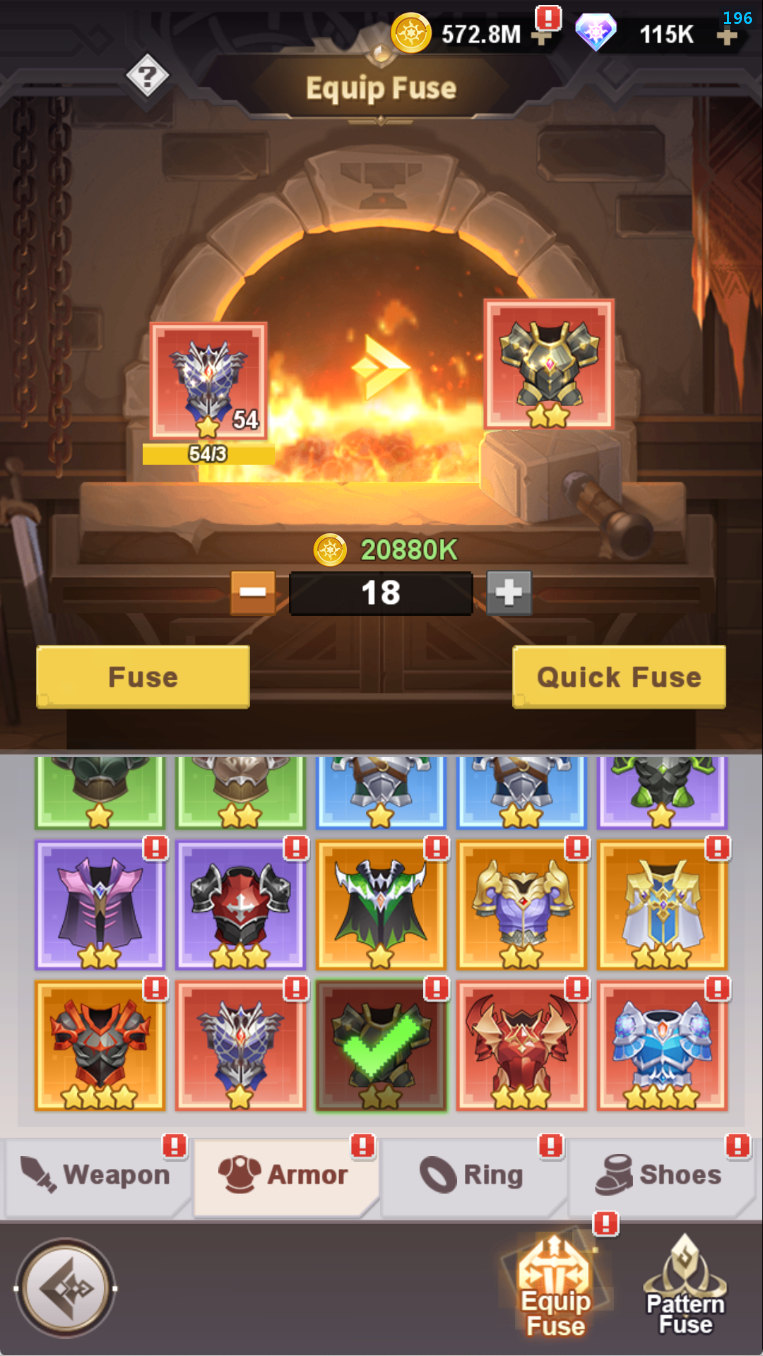 196
572.8M
115K
?
Equip Fuse
54
54/3
20880K
18
Fuse
Quick Fuse
Weapon
Armor
Ring
Shoes
Equip
Fuse
Pattern
Fuse